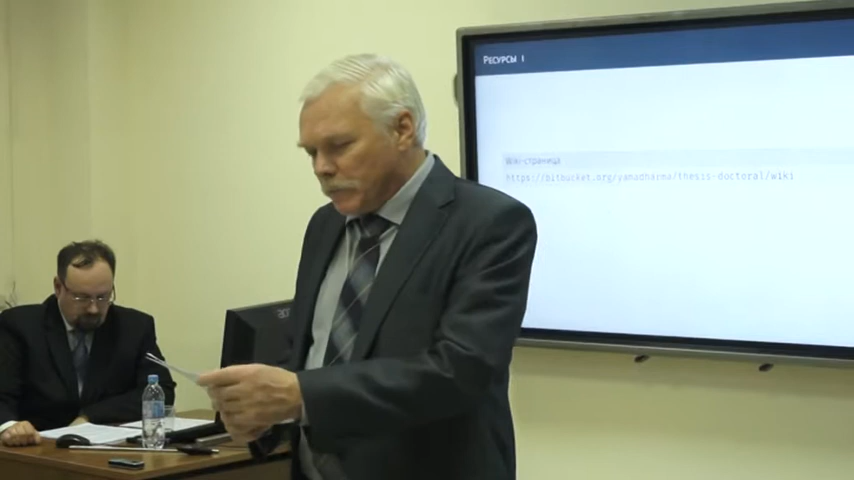 Ресурсы I
Wiki-страница
https://bitbucket.org/yamadharma/thesis-doctoral/wiki